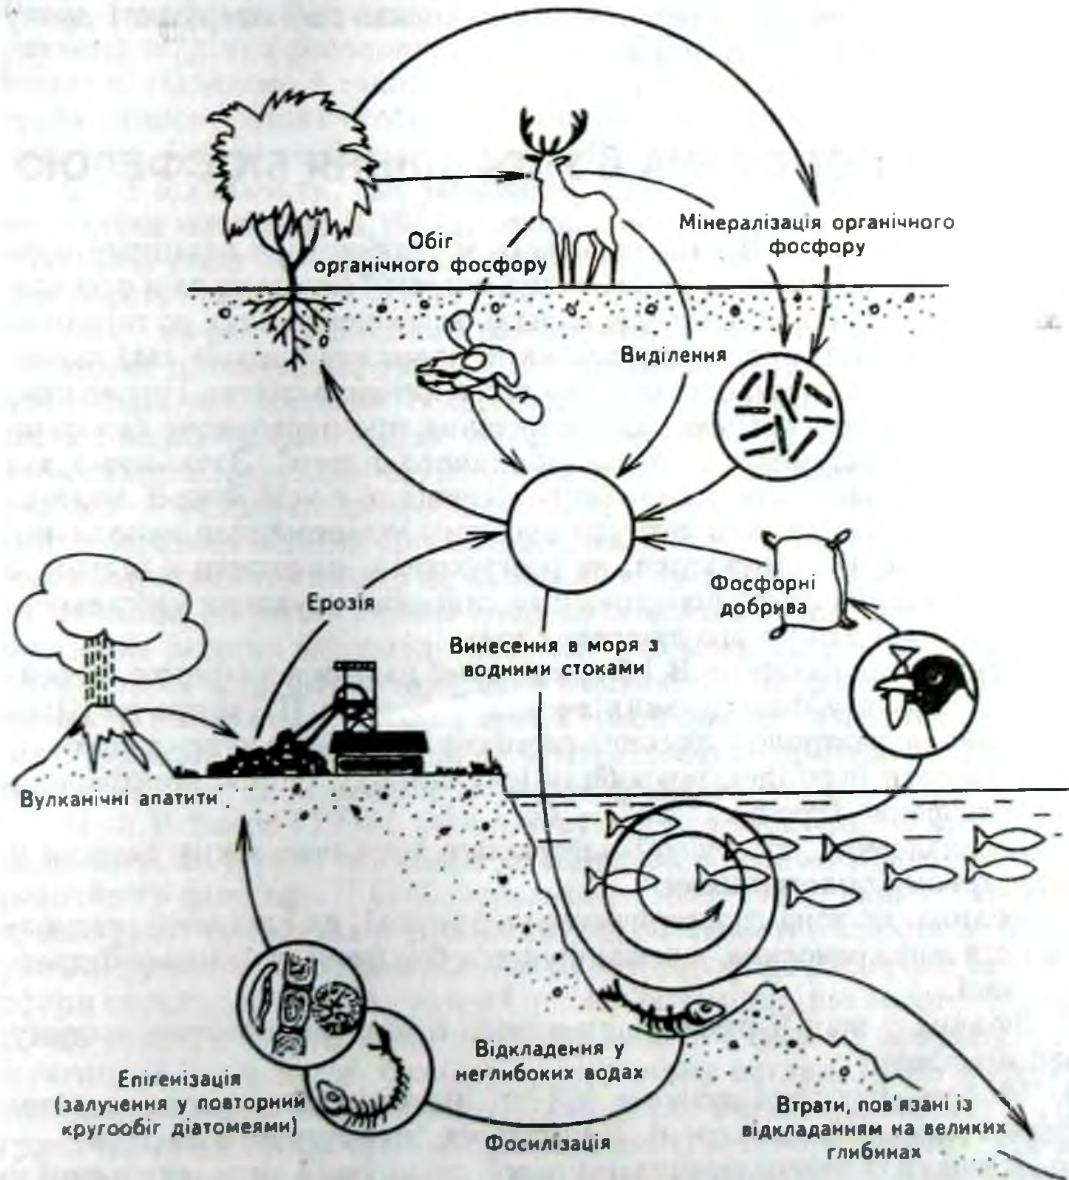 Обіг
органічного фосфору
Мінералізація органічного
фосфору
Виділення
Ерозія
Фосфорні
добрива
Винесення в моря з
водними стоками
Вулканічні апатити
Епігенізація
(залучення у повторний
кругообіг діатомеями)
Відкладення у
неглибоких водах
Фосилізація
Втрати, пов'язані із
відкладанням на великих
глибинах